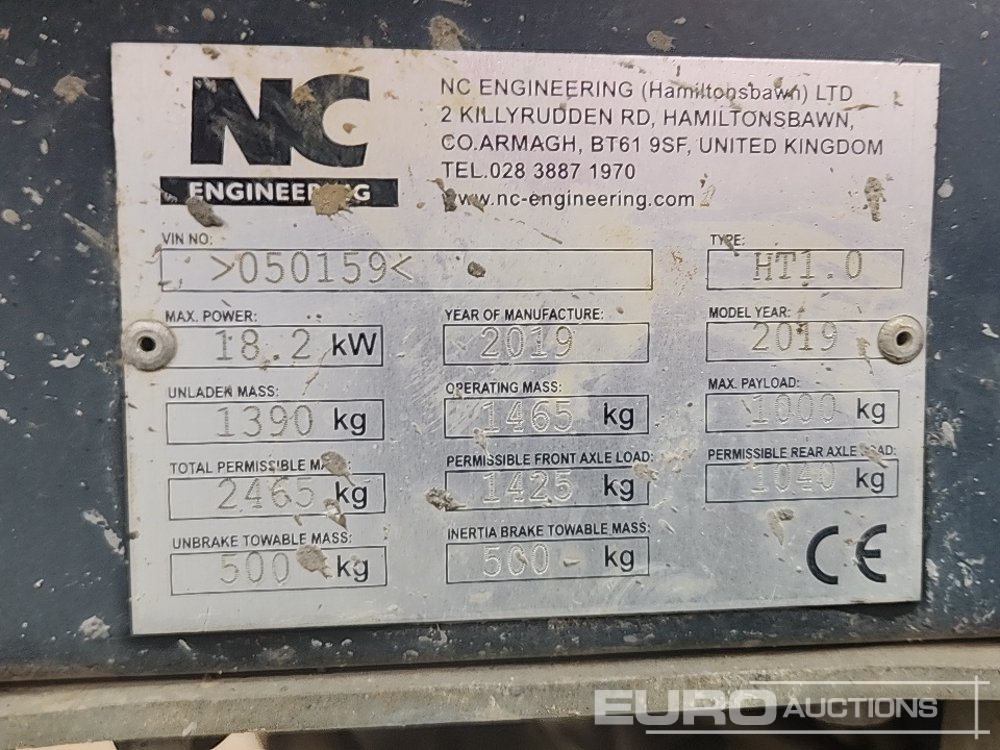 NC
ENGINEERING
NC ENGINEERING (Hamiltonsbawn) LTD
2 KILLYRUDDEN RD, HAMILTONSBAWN,
CO.ARMAGH, BT61 9SF, UNITED KINGDOM
TEL.028 3887 1970
www.nc-engineering.com
VIN NO:
>050159<
TYPE:
HT1.0
MAX. POWER:
18.2 kW
YEAR OF MANUFACTURE:
2019
MODEL YEAR:
2019
UNLADEN MASS:
1390 kg
OPERATING MASS:
1465 kg
MAX. PAYLOAD:
1000 kg
TOTAL PERMISSIBLE MASS:
2465 kg
PERMISSIBLE FRONT AXLE LOAD:
1425 kg
PERMISSIBLE REAR AXLE LOAD:
1040 kg
UNBRAKE TOWABLE MASS:
500 kg
INERTIA BRAKE TOWABLE MASS:
500 kg
CE
EURO AUCTIONS